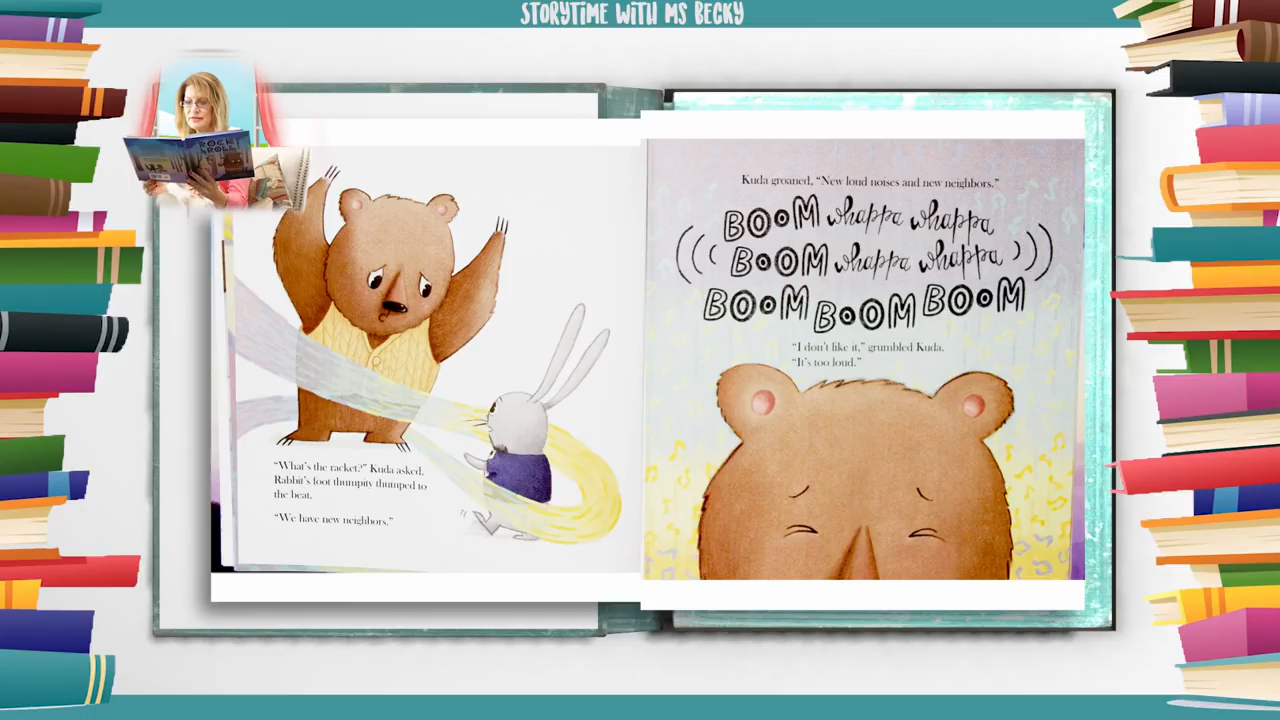 STORYTIME WITH MS BECKY
ROCK
"What's the racket?" Kuda asked.
Rabbit's foot thumpity thumped to
the beat.
"We have new neighbors."
Kuda groaned, "New loud noises and new neighbors."
BOOM whappa whappa
BOOM whappa whappa
BOOM BOOM BOOM
"I don't like it," grumbled Kuda.
"It's too loud."